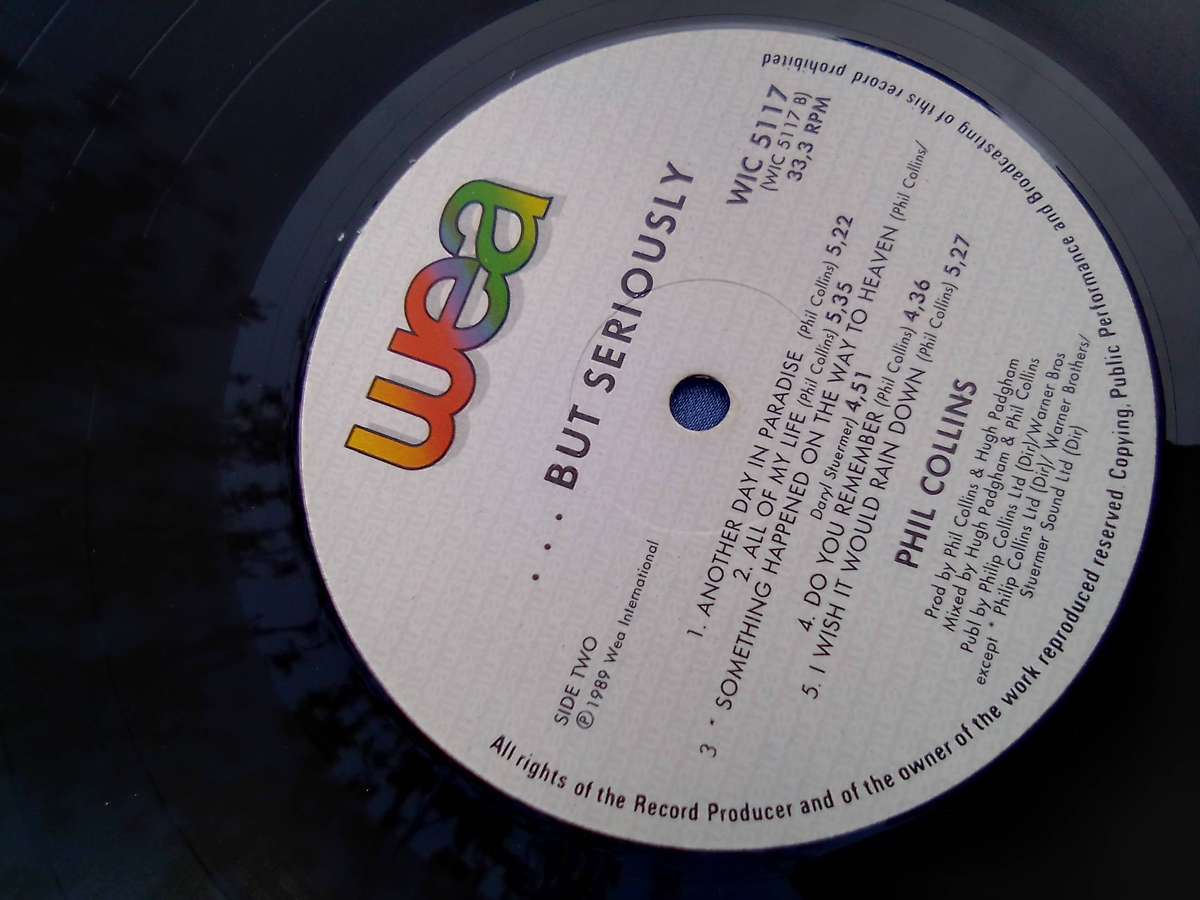 wea
... BUT SERIOUSLY
SIDE TWO
℗ 1989 Wea International
WIC 5117
(WIC 5117 B)
33,3 RPM
1. ANOTHER DAY IN PARADISE (Phil Collins) 5,22
2. ALL OF MY LIFE (Phil Collins) 5,35
3 * SOMETHING HAPPENED ON THE WAY TO HEAVEN (Phil Collins/
Daryl Stuermer) 4,51
4. DO YOU REMEMBER (Phil Collins) 4,36
5. I WISH IT WOULD RAIN DOWN (Phil Collins) 5,27
PHIL COLLINS
Prod by Phil Collins & Hugh Padgham
Mixed by Hugh Padgham & Phil Collins
Publ by Philip Collins Ltd (Dir)/Warner Bros
except * Philip Collins Ltd (Dir)/ Warner Brothers/
Stuermer Sound Ltd (Dir)
All rights of the Record Producer and of the owner of the work reproduced reserved Copying, Public Performance and Broadcasting of this record prohibited